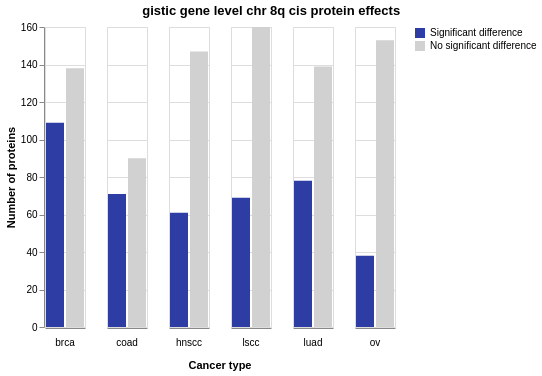 gistic gene level chr 8q cis protein effects
Significant difference
No significant difference
Number of proteins
160
140
120
100
80
60
40
20
0
brca coad hnscc lscc luad ov
Cancer type